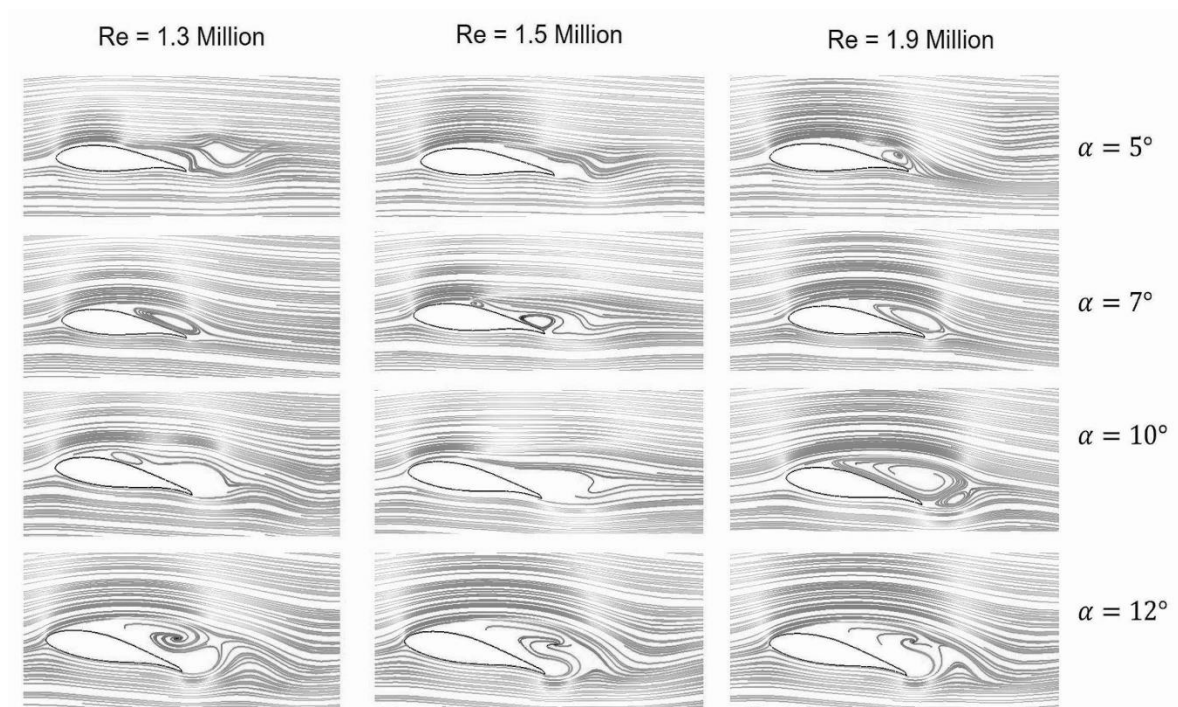 Re = 1.3 Million
Re = 1.5 Million
Re = 1.9 Million
α = 5°
α = 7°
α = 10°
α = 12°